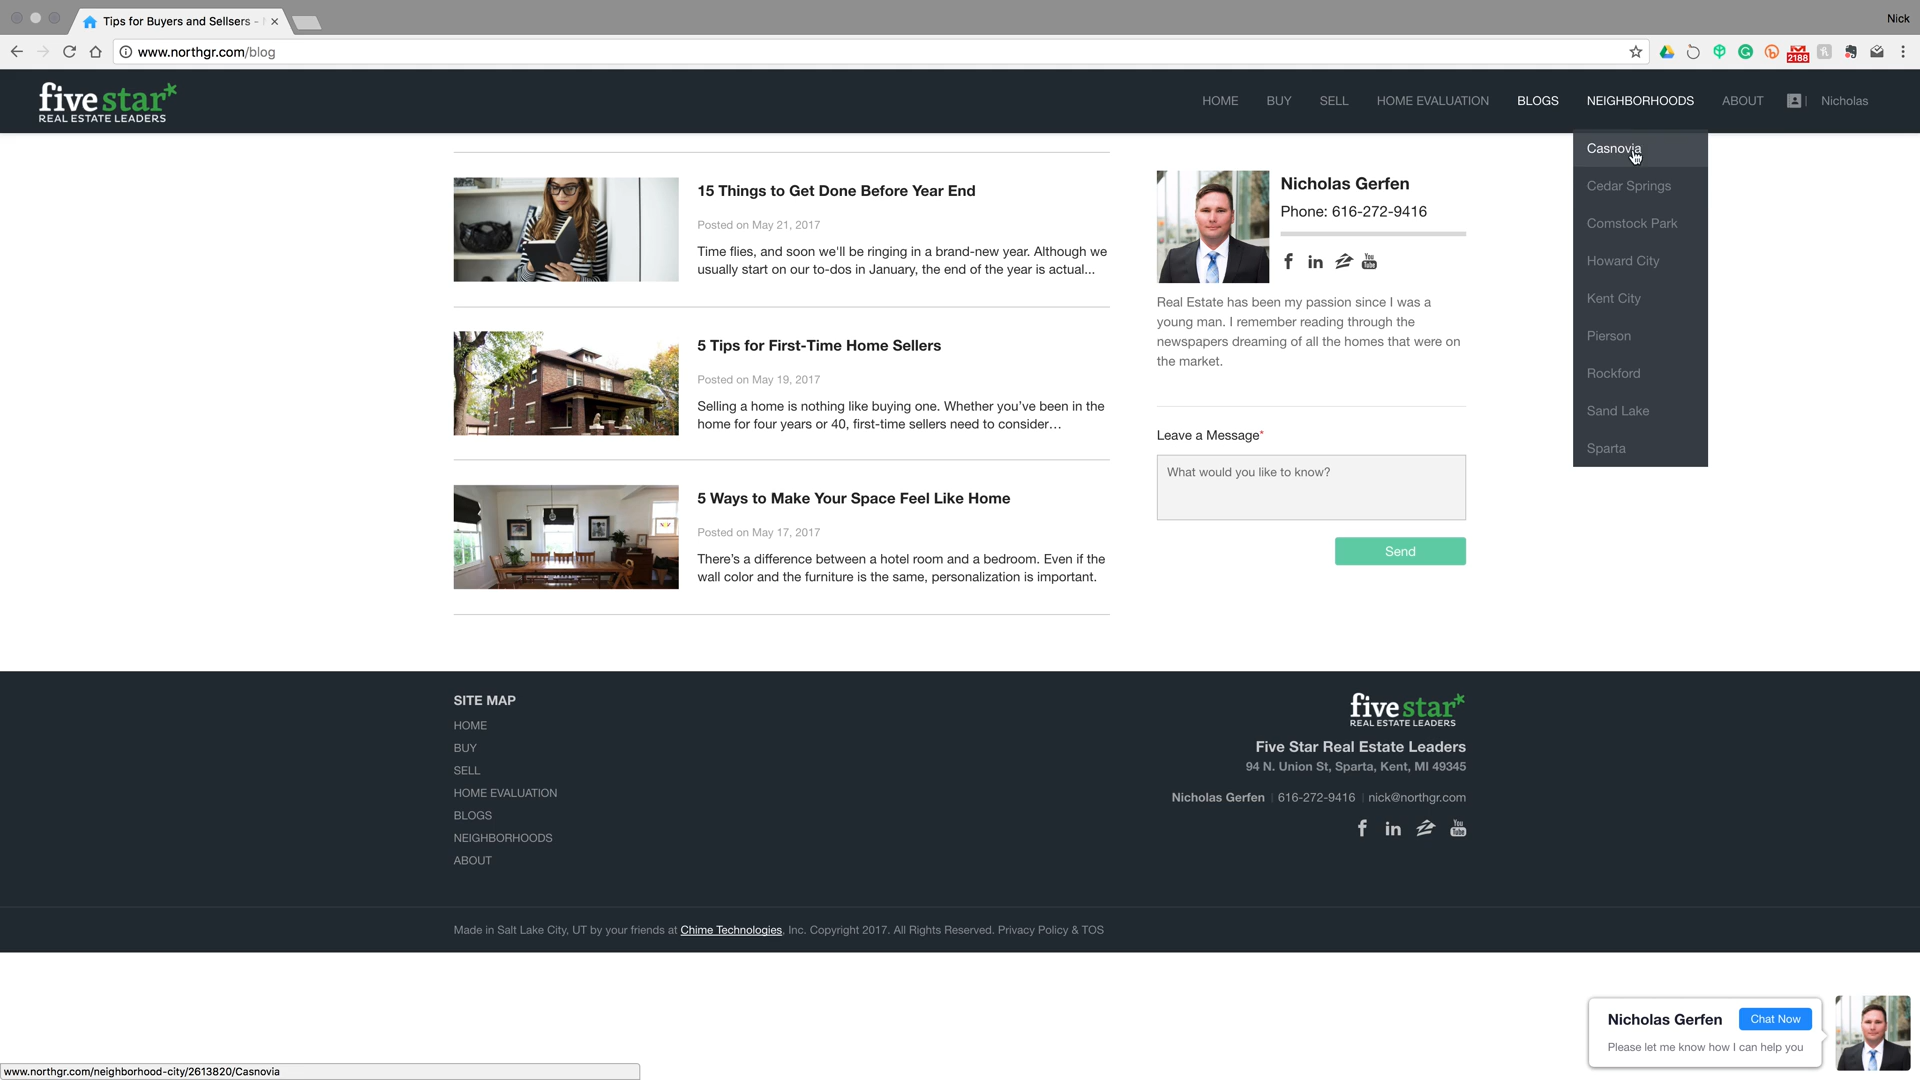 Tips for Buyers and Sellsers -
Nick
www.northgr.com/blog
2188
five star*
REAL ESTATE LEADERS
HOME
BUY
SELL
HOME EVALUATION
BLOGS
NEIGHBORHOODS
ABOUT
Nicholas
Casnovia
Cedar Springs
Comstock Park
Howard City
Kent City
Pierson
Rockford
Sand Lake
Sparta
15 Things to Get Done Before Year End
Posted on May 21, 2017
Time flies, and soon we'll be ringing in a brand-new year. Although we
usually start on our to-dos in January, the end of the year is actual...
5 Tips for First-Time Home Sellers
Posted on May 19, 2017
Selling a home is nothing like buying one. Whether you’ve been in the
home for four years or 40, first-time sellers need to consider…
5 Ways to Make Your Space Feel Like Home
Posted on May 17, 2017
There’s a difference between a hotel room and a bedroom. Even if the
wall color and the furniture is the same, personalization is important.
Nicholas Gerfen
Phone: 616-272-9416
f in You Tube
Real Estate has been my passion since I was a
young man. I remember reading through the
newspapers dreaming of all the homes that were on
the market.
Leave a Message*
What would you like to know?
Send
SITE MAP
HOME
BUY
SELL
HOME EVALUATION
BLOGS
NEIGHBORHOODS
ABOUT
five star*
REAL ESTATE LEADERS
Five Star Real Estate Leaders
94 N. Union St, Sparta, Kent, MI 49345
Nicholas Gerfen | 616-272-9416 | nick@northgr.com
f in You Tube
Made in Salt Lake City, UT by your friends at Chime Technologies, Inc. Copyright 2017. All Rights Reserved. Privacy Policy & TOS
Nicholas Gerfen
Chat Now
Please let me know how I can help you
www.northgr.com/neighborhood-city/2613820/Casnovia